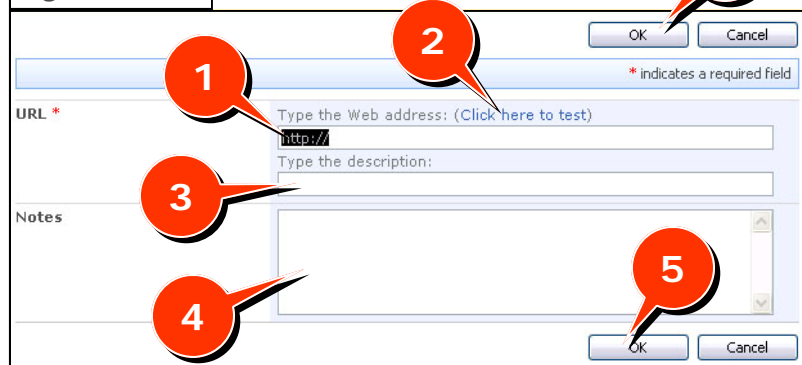 OK Cancel
2
1
* indicates a required field
URL *
Type the Web address: (Click here to test)
http://
Type the description:
3
Notes
5
4
OK Cancel